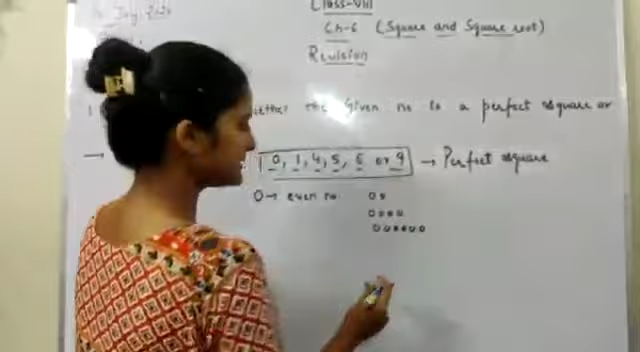 Class-VIII
Ch-6 (Square and Square root)
Revision
the Given no is a perfect square or
→ 0, 1, 4, 5, 6 or 9 → Perfect square
0→ even no. 00
0000
000000